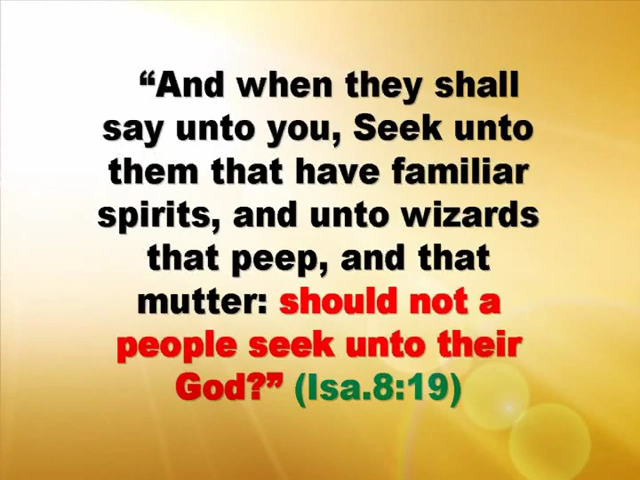 “And when they shall
say unto you, Seek unto
them that have familiar
spirits, and unto wizards
that peep, and that
mutter: should not a
people seek unto their
God?” (Isa.8:19)